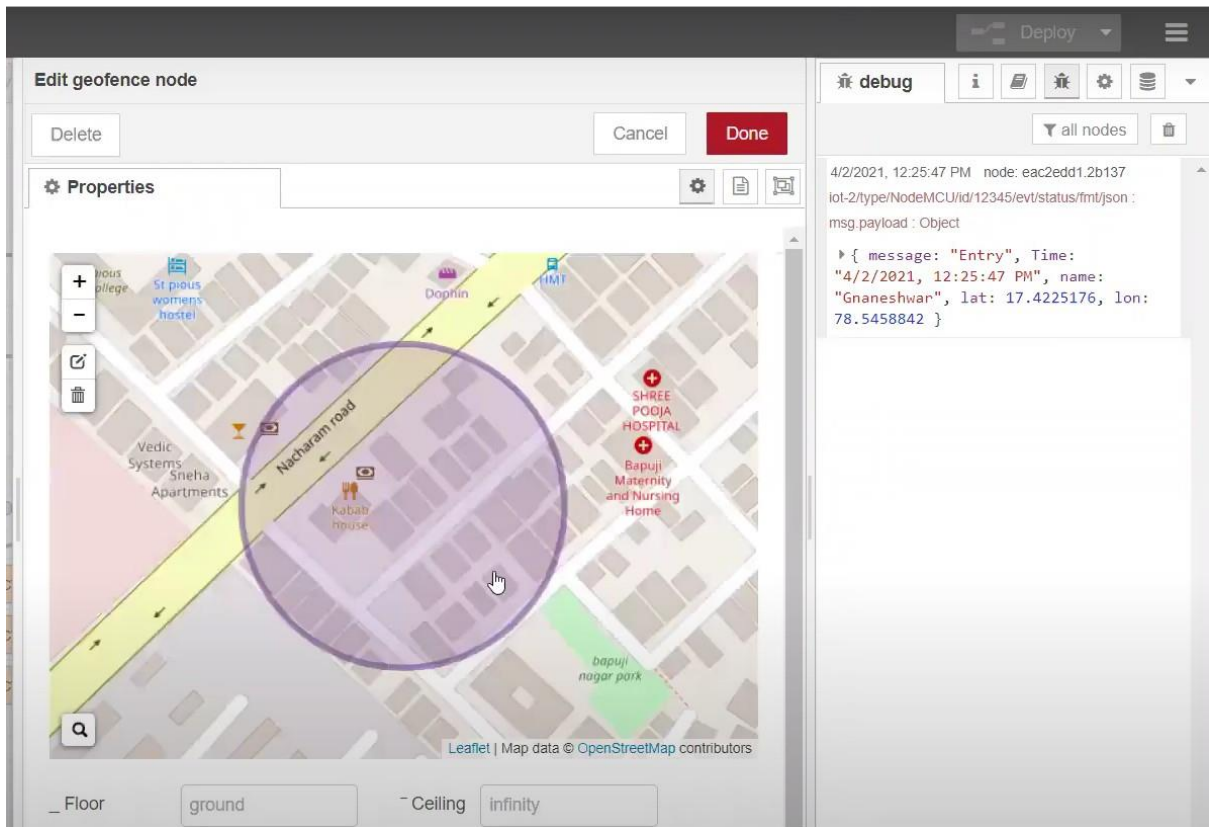 Deploy
Edit geofence node
Delete
Cancel
Done
Properties
pious
ollege
St pious
womens
hostel
Dophin
HMT
SHREE
POOJA
HOSPITAL
Bapuji
Maternity
and Nursing
Home
Nacharam road
Vedic
Systems
Sneha
Apartments
Kabab
House
bapuji
nagar park
Leaflet | Map data © OpenStreetMap contributors
_ Floor
ground
¯ Ceiling
infinity
debug
i
all nodes
4/2/2021, 12:25:47 PM node: eac2edd1.2b137
iot-2/type/NodeMCU/id/12345/evt/status/fmt/json :
msg.payload : Object
{ message: "Entry", Time:
"4/2/2021, 12:25:47 PM", name:
"Gnaneshwar", lat: 17.4225176, lon:
78.5458842 }